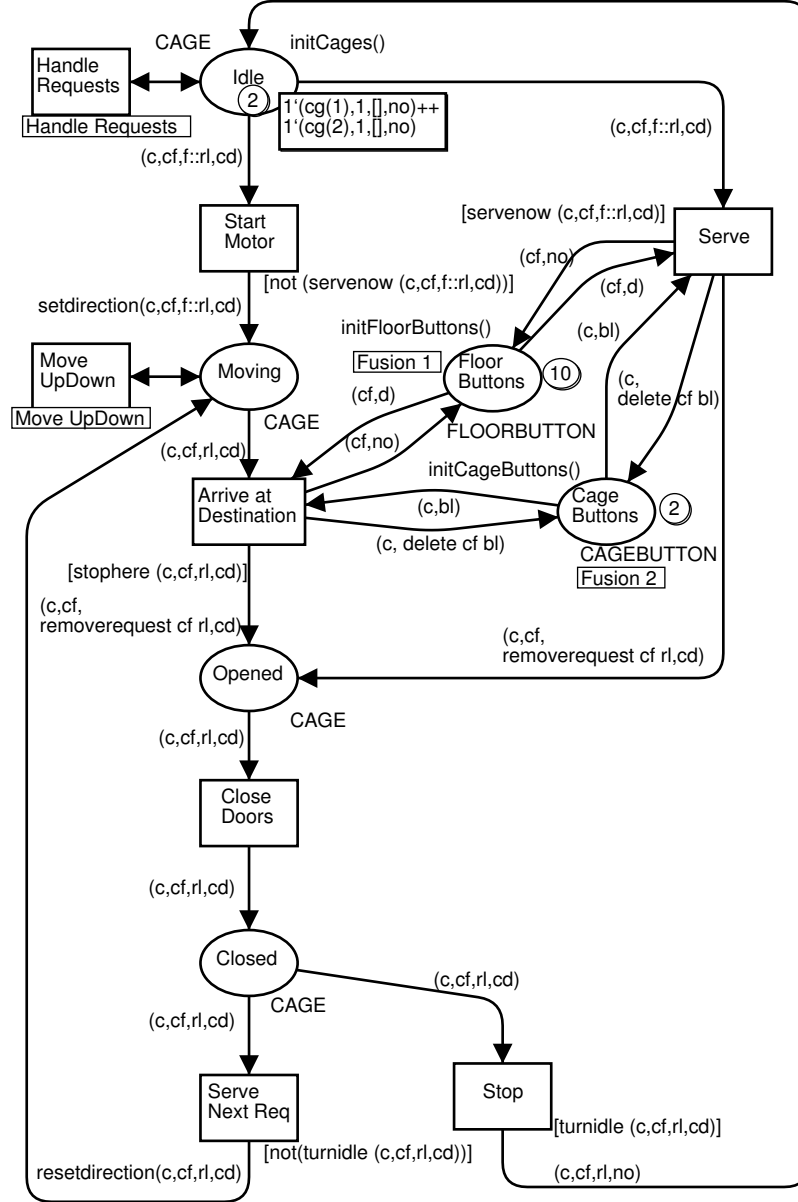 CAGE
initCages()
Handle
Requests
Handle Requests
Idle
2
1‘(cg(1),1,[],no)++
1‘(cg(2),1,[],no)
(c,cf,f::rl,cd)
(c,cf,f::rl,cd)
Start
Motor
[servenow (c,cf,f::rl,cd)]
Serve
[not (servenow (c,cf,f::rl,cd))]
(cf,no)
(cf,d)
setdirection(c,cf,f::rl,cd)
initFloorButtons()
(c,bl)
Move
UpDown
Move UpDown
Moving
CAGE
Fusion 1
Floor
Buttons
10
FLOORBUTTON
(c,
delete cf bl)
(cf,d)
(cf,no)
(c,cf,rl,cd)
initCageButtons()
Arrive at
Destination
(c,bl)
(c, delete cf bl)
Cage
Buttons
2
CAGEBUTTON
Fusion 2
[stophere (c,cf,rl,cd)]
(c,cf,
removerequest cf rl,cd)
(c,cf,
removerequest cf rl,cd)
Opened
CAGE
(c,cf,rl,cd)
Close
Doors
(c,cf,rl,cd)
Closed
CAGE
(c,cf,rl,cd)
(c,cf,rl,cd)
Serve
Next Req
Stop
[not(turnidle (c,cf,rl,cd))]
[turnidle (c,cf,rl,cd)]
resetdirection(c,cf,rl,cd)
(c,cf,rl,no)